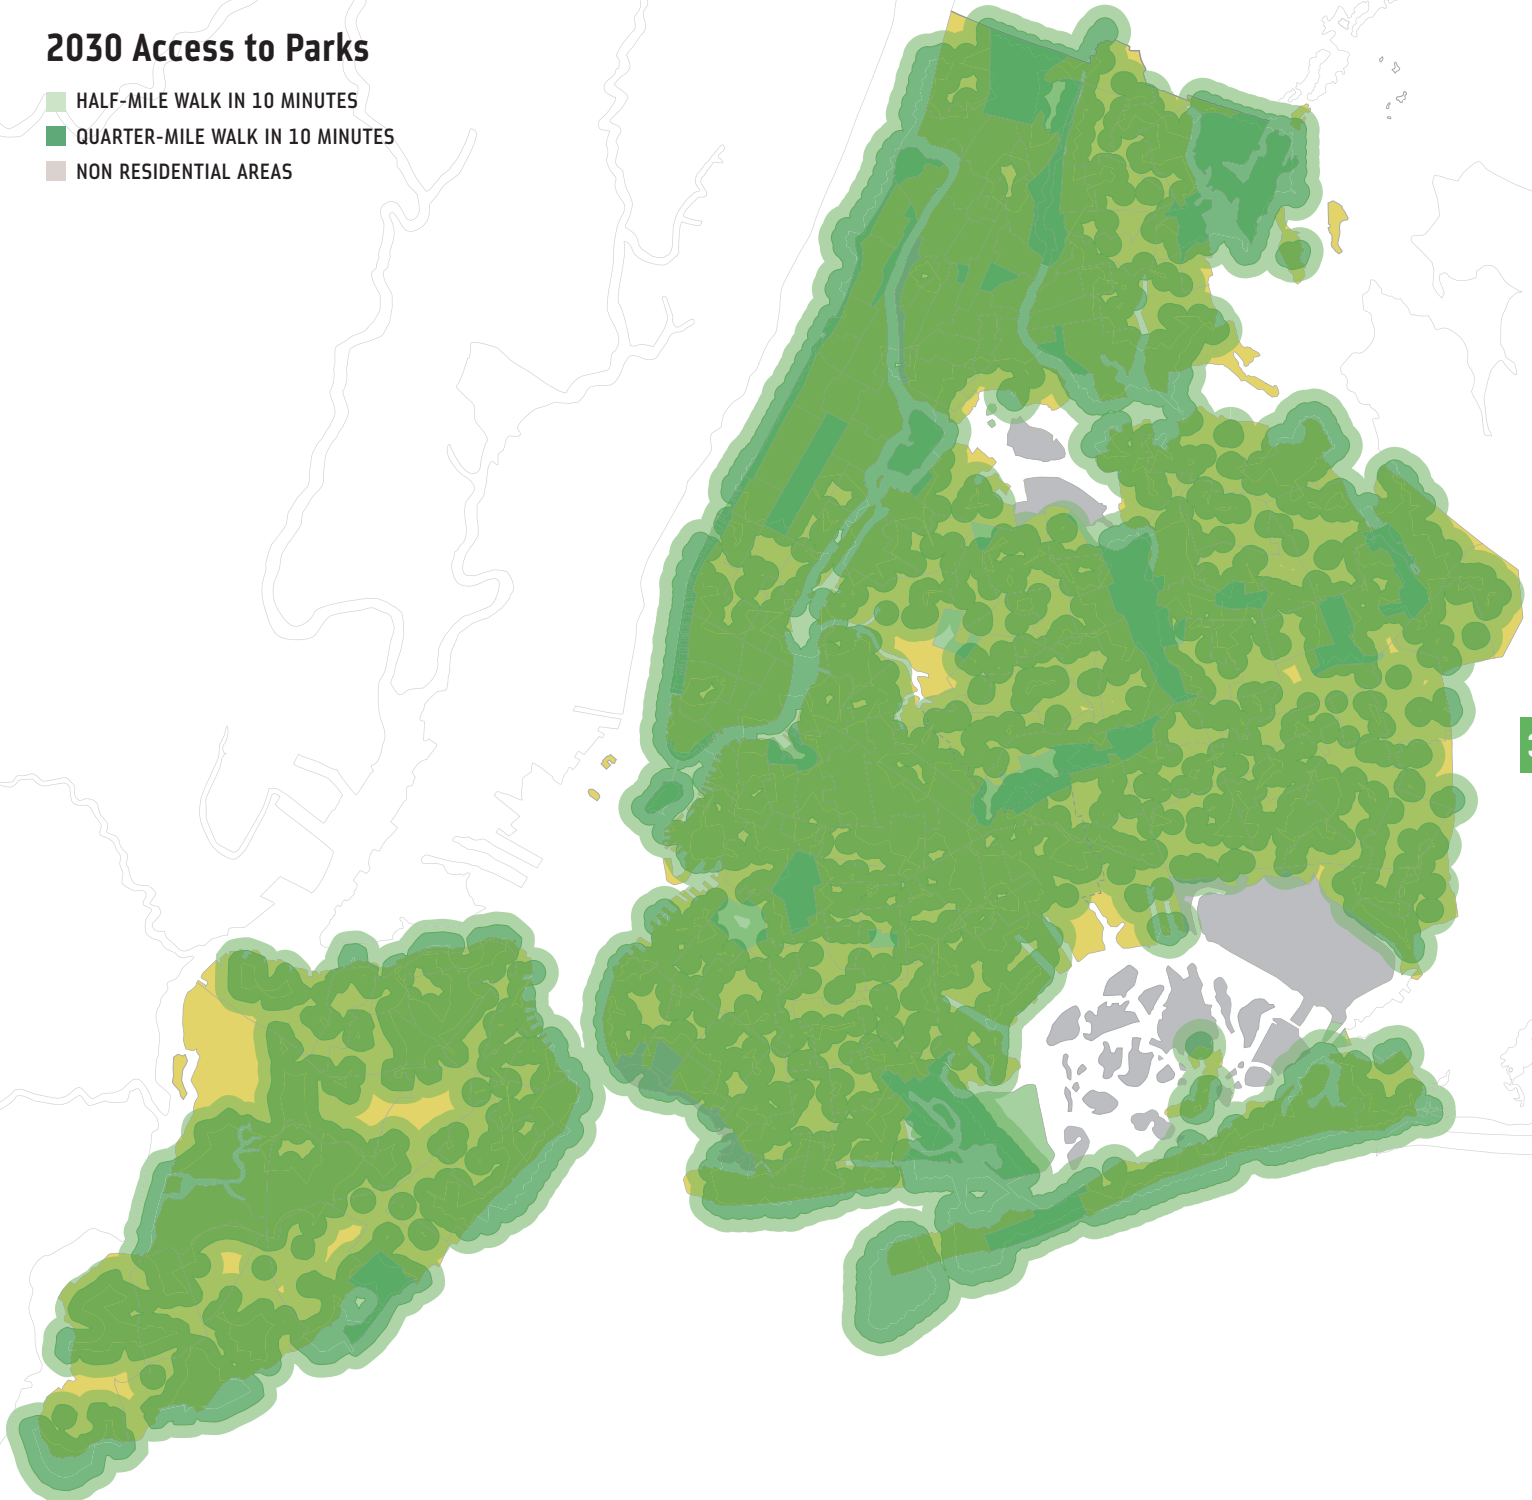 2030 Access to Parks
HALF-MILE WALK IN 10 MINUTES
QUARTER-MILE WALK IN 10 MINUTES
NON RESIDENTIAL AREAS